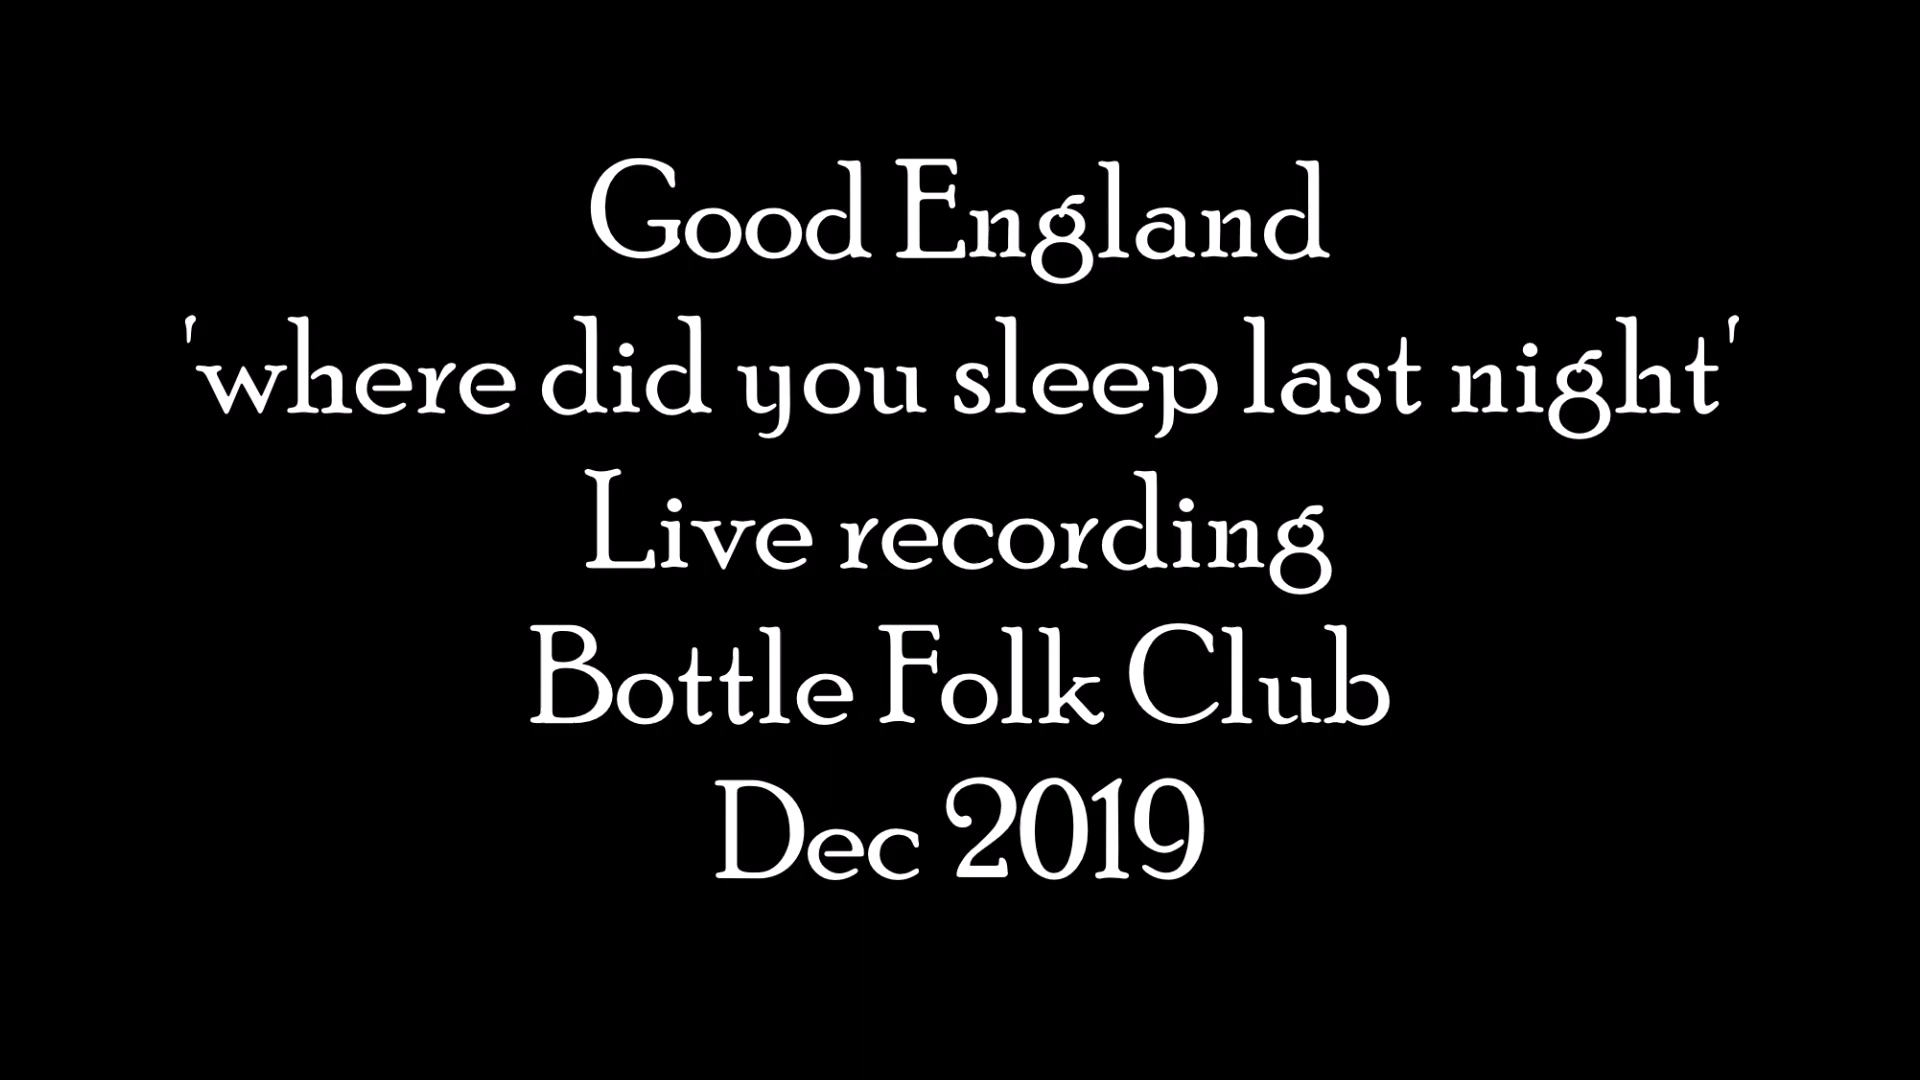 Good England
'where did you sleep last night'
Live recording
Bottle Folk Club
Dec 2019